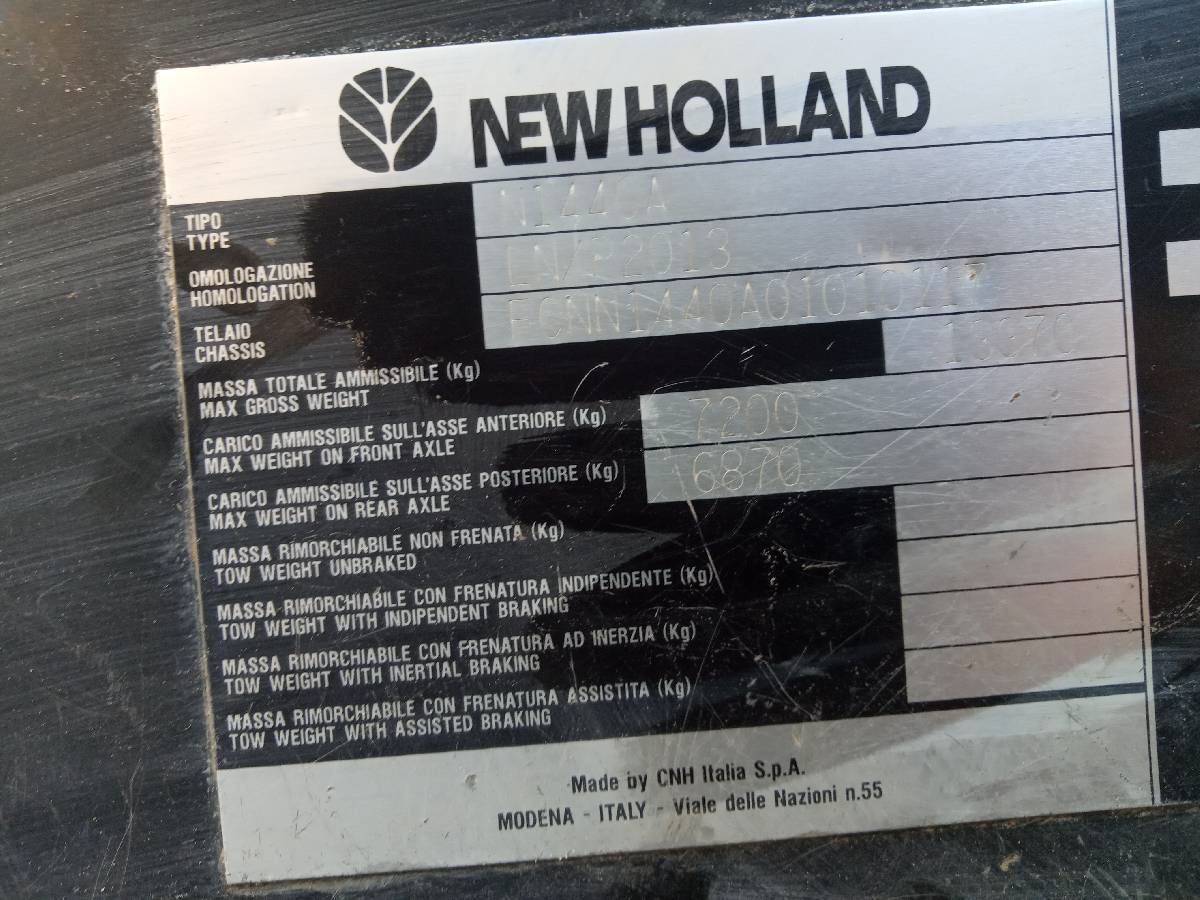 NEW HOLLAND
TIPO
TYPE
N1440A
OMOLOGAZIONE
HOMOLOGATION
TELAIO
CHASSIS
MASSA TOTALE AMMISSIBILE (Kg)
MAX GROSS WEIGHT
CARICO AMMISSIBILE SULL'ASSE ANTERIORE (Kg)
MAX WEIGHT ON FRONT AXLE
7200
CARICO AMMISSIBILE SULL'ASSE POSTERIORE (Kg)
MAX WEIGHT ON REAR AXLE
6870
MASSA RIMORCHIABILE NON FRENATA (Kg)
TOW WEIGHT UNBRAKED
MASSA RIMORCHIABILE CON FRENATURA INDIPENDENTE (Kg)
TOW WEIGHT WITH INDIPENDENT BRAKING
MASSA RIMORCHIABILE CON FRENATURA AD INERZIA (Kg)
TOW WEIGHT WITH INERTIAL BRAKING
MASSA RIMORCHIABILE CON FRENATURA ASSISTITA (Kg)
TOW WEIGHT WITH ASSISTED BRAKING
Made by CNH Italia S.p.A.
MODENA - ITALY - Viale delle Nazioni n.55